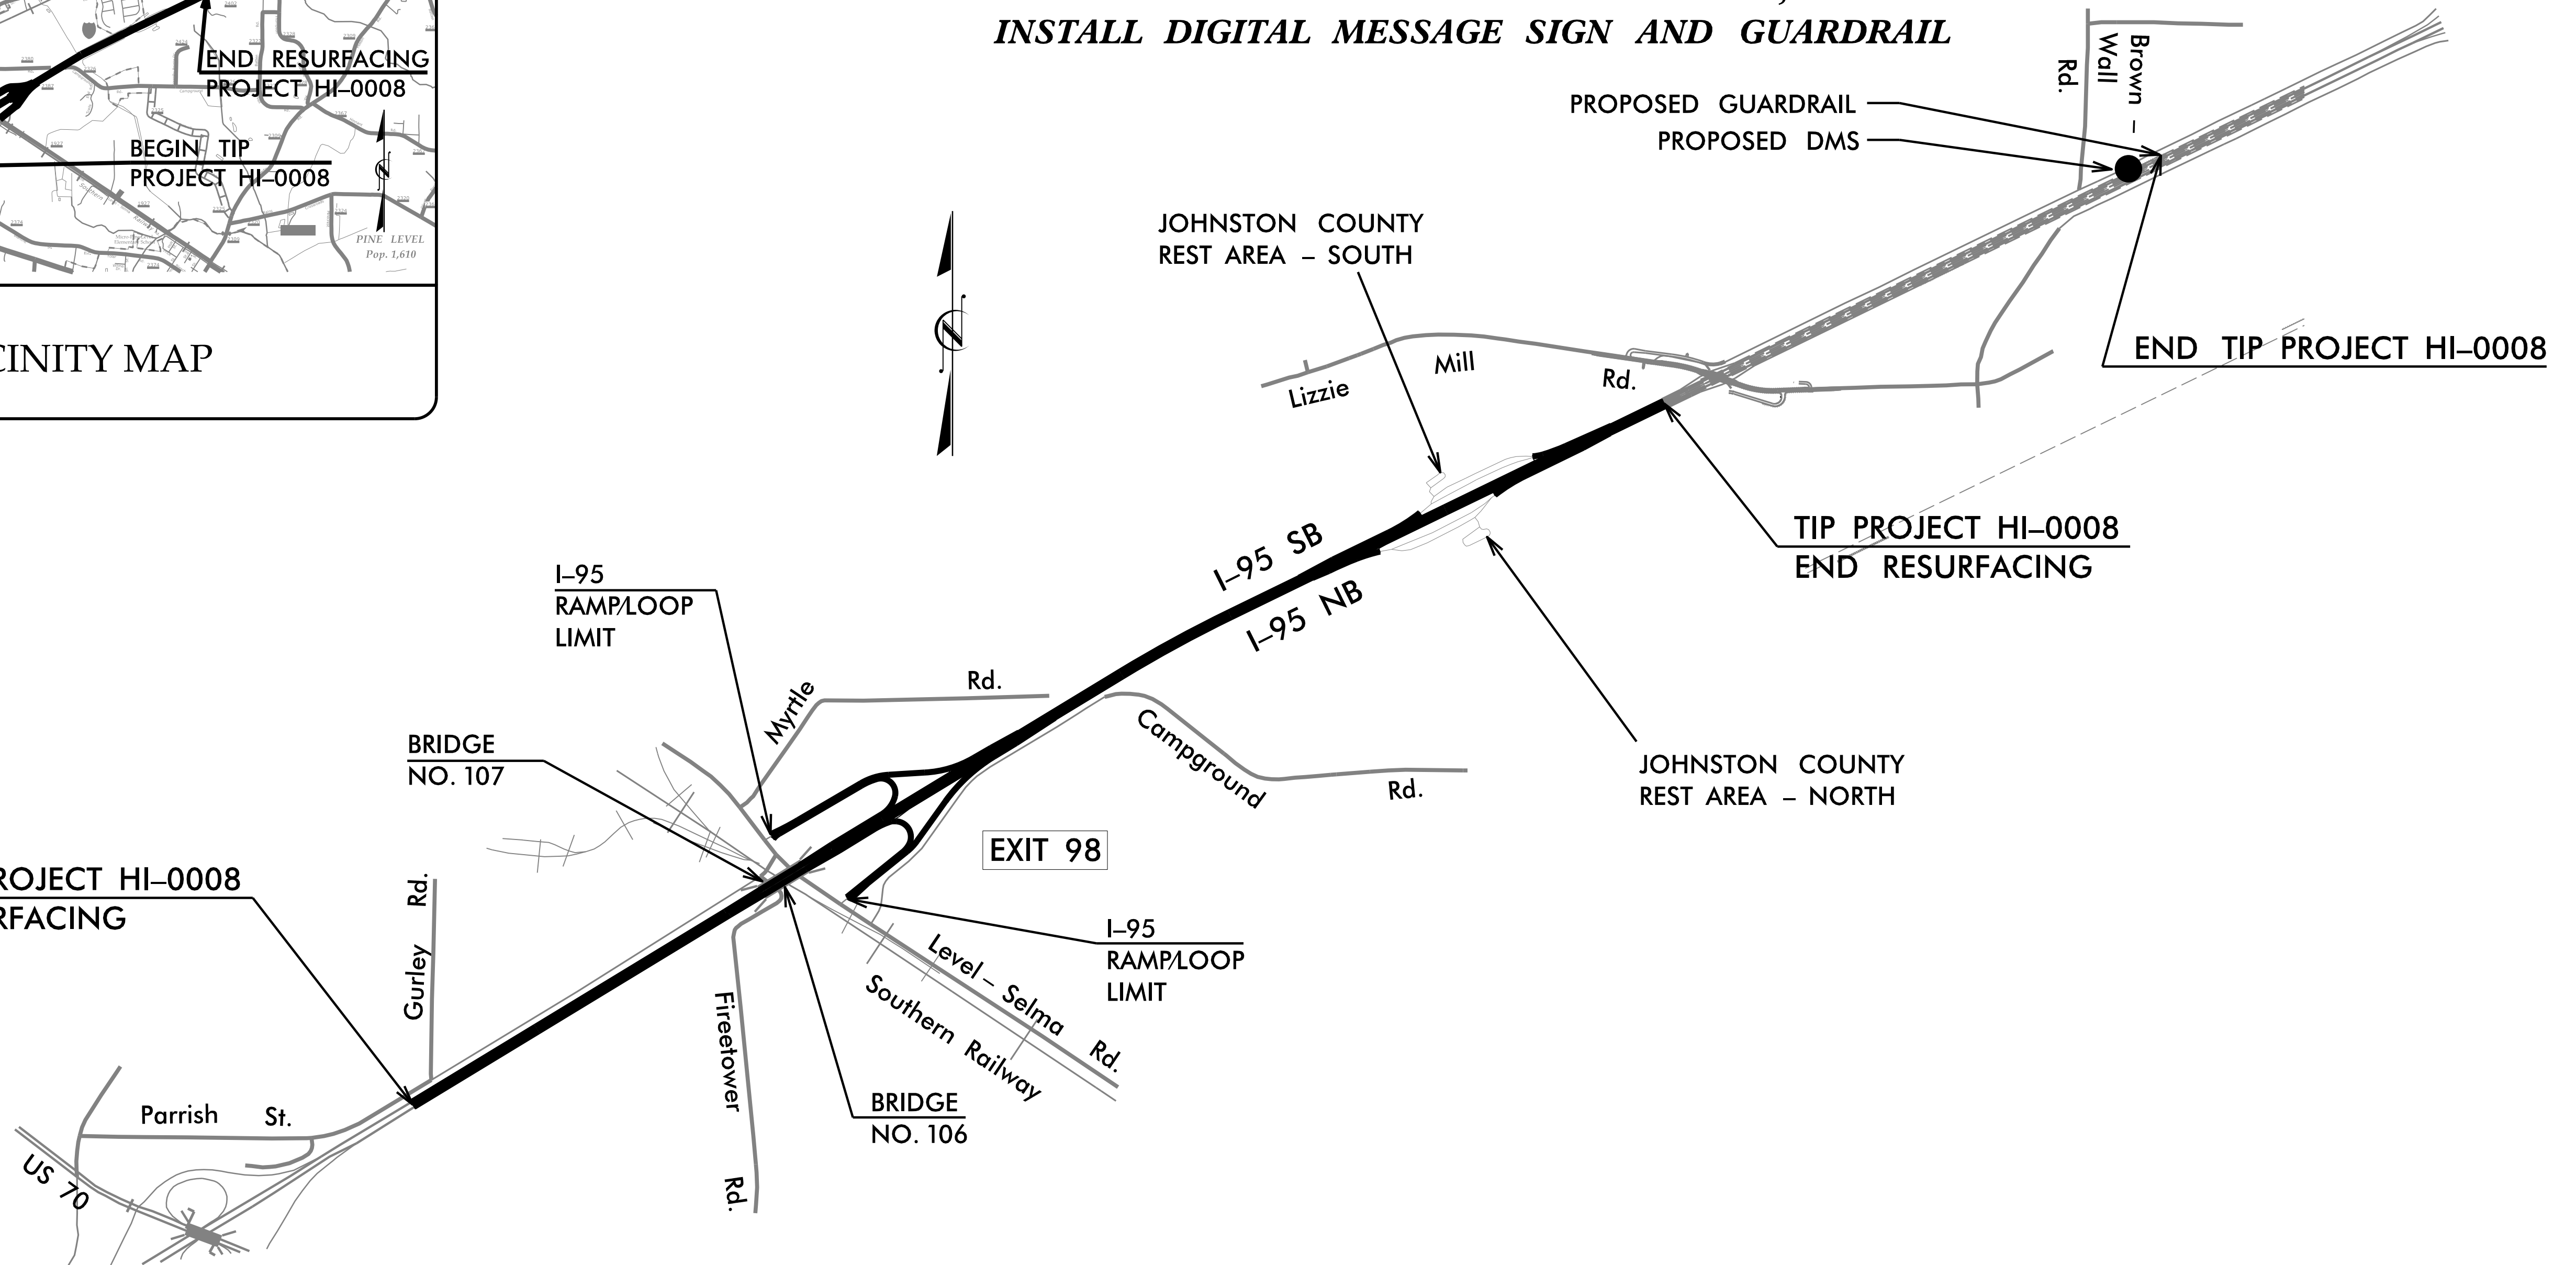 INSTALL DIGITAL MESSAGE SIGN AND GUARDRAIL
END RESURFACING
PROJECT HI–0008
BEGIN TIP
PROJECT HI–0008
PINE LEVEL
Pop. 1,610
CINITY MAP
N
N
Brown –
Wall
Rd.
PROPOSED GUARDRAIL
PROPOSED DMS
JOHNSTON COUNTY
REST AREA – SOUTH
END TIP PROJECT HI–0008
Lizzie
Mill
Rd.
TIP PROJECT HI–0008
END RESURFACING
I–95 SB
I–95 NB
I–95
RAMP/LOOP
LIMIT
Myrtle
Rd.
Campground
Rd.
JOHNSTON COUNTY
REST AREA – NORTH
BRIDGE
NO. 107
EXIT 98
ROJECT HI–0008
RFACING
Gurley Rd.
I–95
RAMP/LOOP
LIMIT
Level – Selma Rd.
Southern Railway
Firetower
Rd.
BRIDGE
NO. 106
Parrish St.
US 70